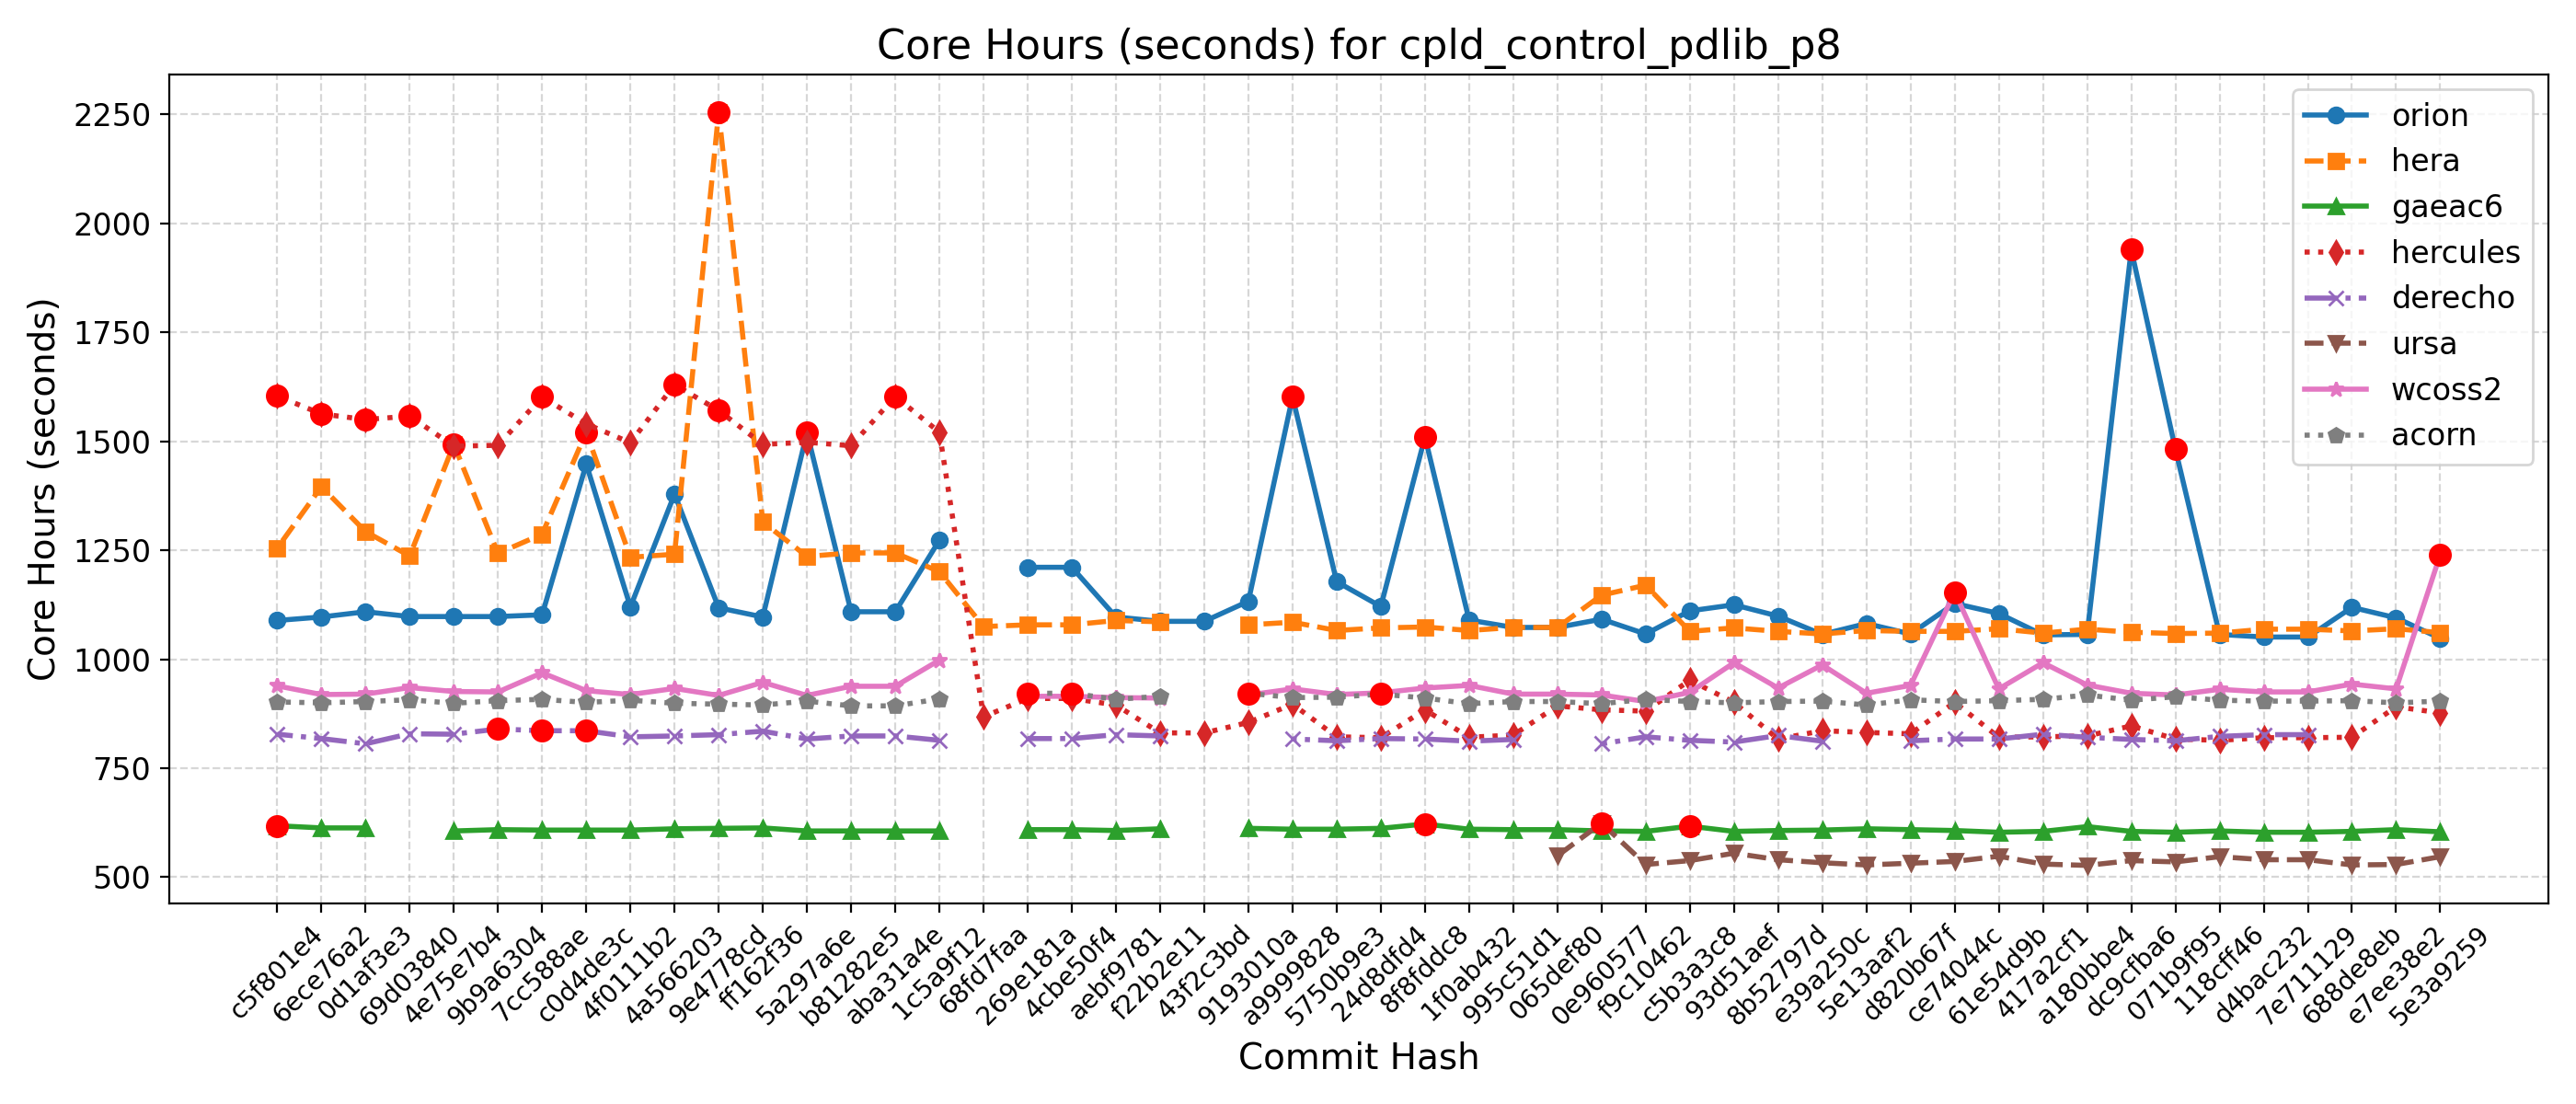 Core Hours (seconds) for cpld_control_pdlib_p8
Core Hours (seconds)
2250
2000
1750
1500
1250
1000
750
500
orion
hera
gaeac6
hercules
derecho
ursa
wcoss2
acorn
c5f801e4
6ece76a2
0d1af3e3
69d03840
4e75e7b4
9b9a6304
7cc588ae
c0d4de3c
4f0111b2
4a566203
9e4778cd
ff162f36
5a297a6e
b81282e5
aba31a4e
1c5a9f12
68fd7faa
269e181a
4cbe50f4
aebf9781
f22b2e11
43f2c3bd
9193010a
a9999828
5750b9e3
24d8dfd4
8f8fddc8
1f0ab432
995c51d1
065def80
0e960577
f9c10462
c5b3a3c8
93d51aef
8b52797d
e39a250c
5e13aaf2
d820b67f
ce74044c
61e54d9b
417a2cf1
a180bbe4
dc9cfba6
071b9f95
118cff46
d4bac232
7e711129
688de8eb
e7ee38e2
5e3a9259
Commit Hash